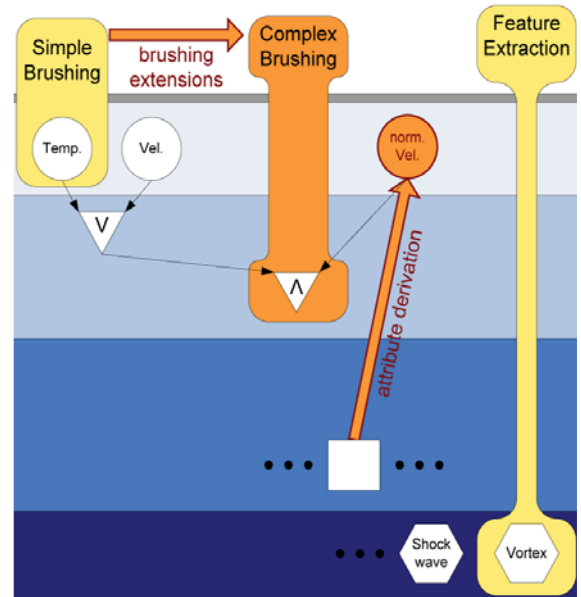 Simple
Brushing
brushing
extensions
Complex
Brushing
Feature
Extraction
Temp.
Vel.
norm.
Vel.
V
Λ
attribute derivation
Shock
wave
Vortex